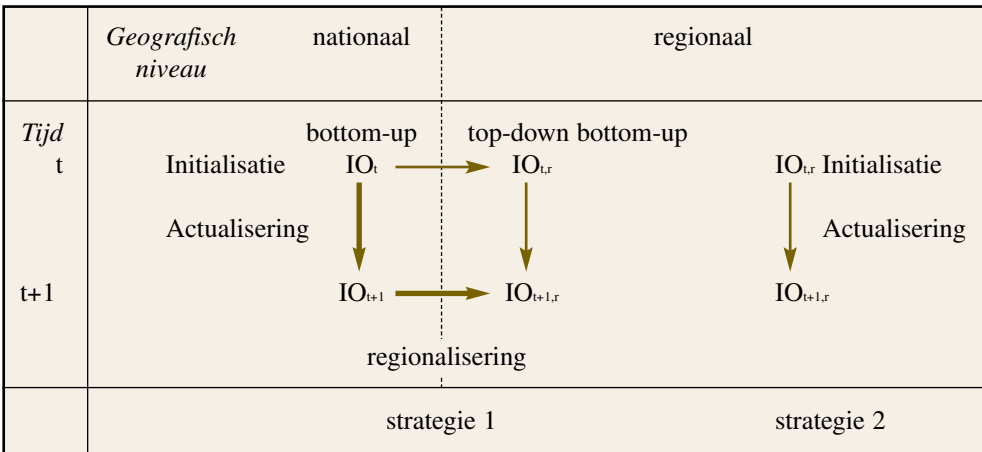 Geografisch nationaal regionaal
niveau
Tijd bottom-up top-down bottom-up
t Initialisatie IOt IOt,r IOt,r Initialisatie
Actualisering Actualisering
t+1 IOt+1 IOt+1,r IOt+1,r
regionalisering
strategie 1 strategie 2